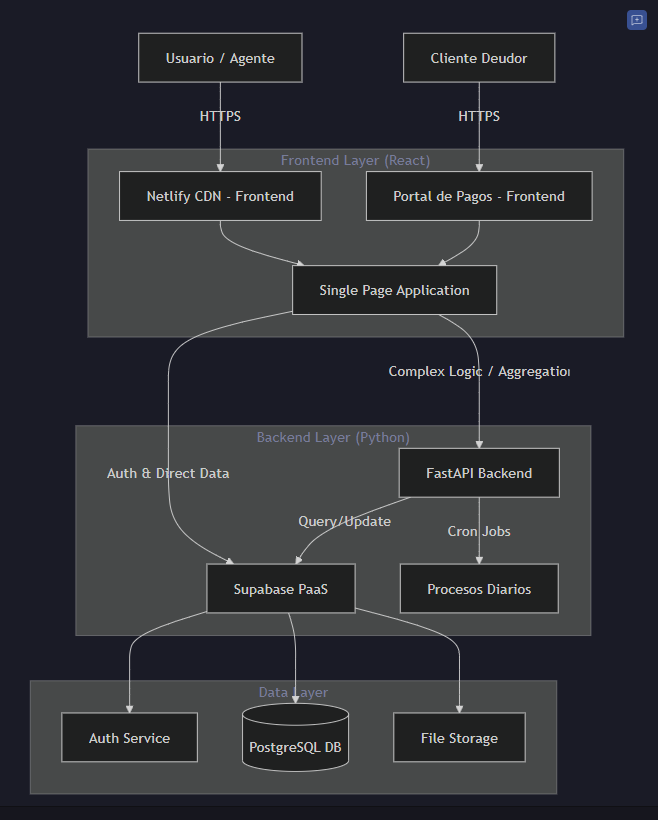 Usuario / Agente
Cliente Deudor
HTTPS
HTTPS
Frontend Layer (React)
Netlify CDN - Frontend
Portal de Pagos - Frontend
Single Page Application
Complex Logic / Aggregation
Backend Layer (Python)
Auth & Direct Data
FastAPI Backend
Query/Update
Cron Jobs
Supabase PaaS
Procesos Diarios
Data Layer
Auth Service
PostgreSQL DB
File Storage